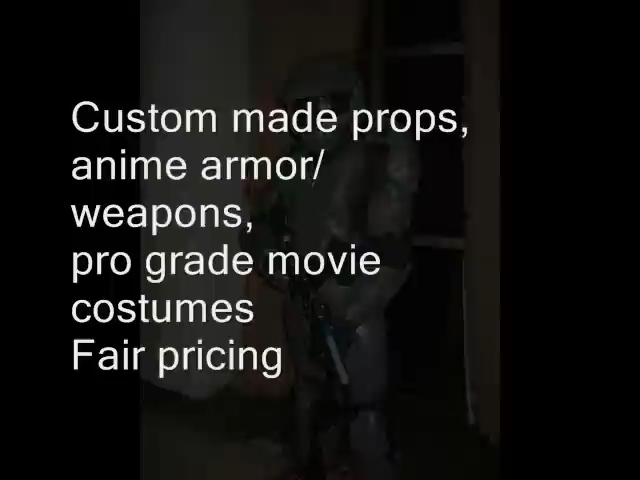 Custom made props,
anime armor/
weapons,
pro grade movie
costumes
Fair pricing